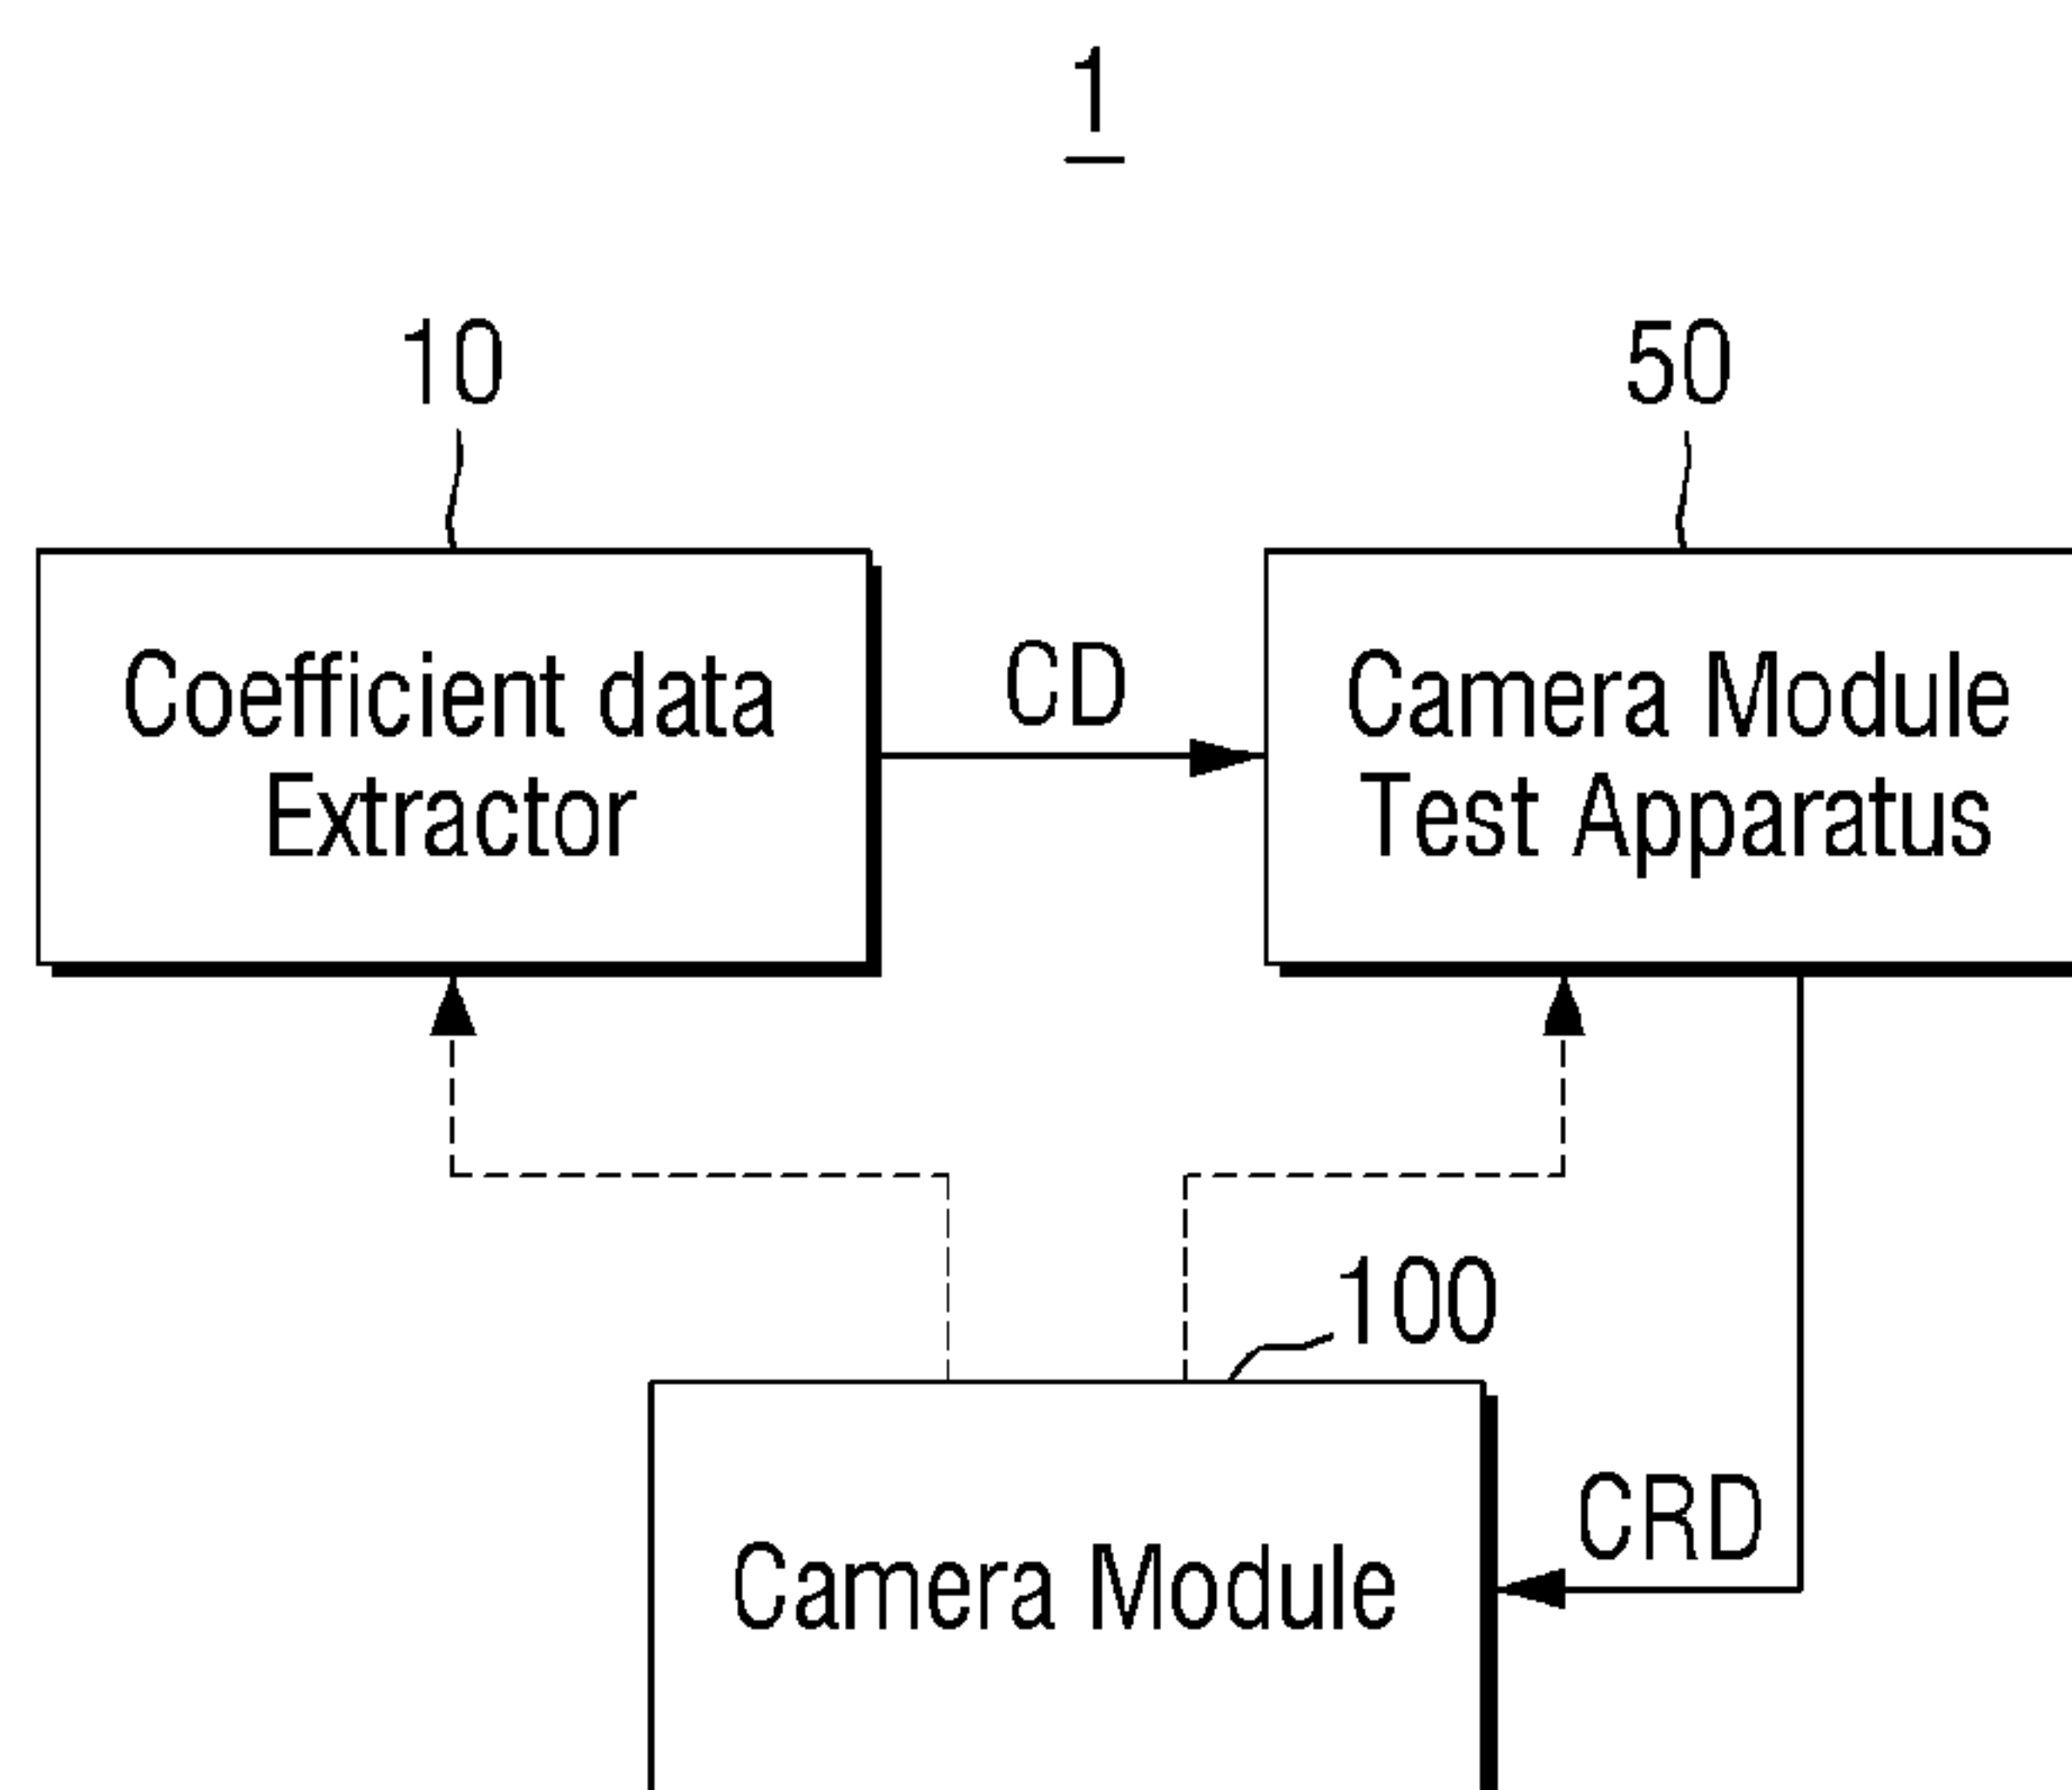 1
10
50
Coefficient data
Extractor
CD
Camera Module
Test Apparatus
100
CRD
Camera Module